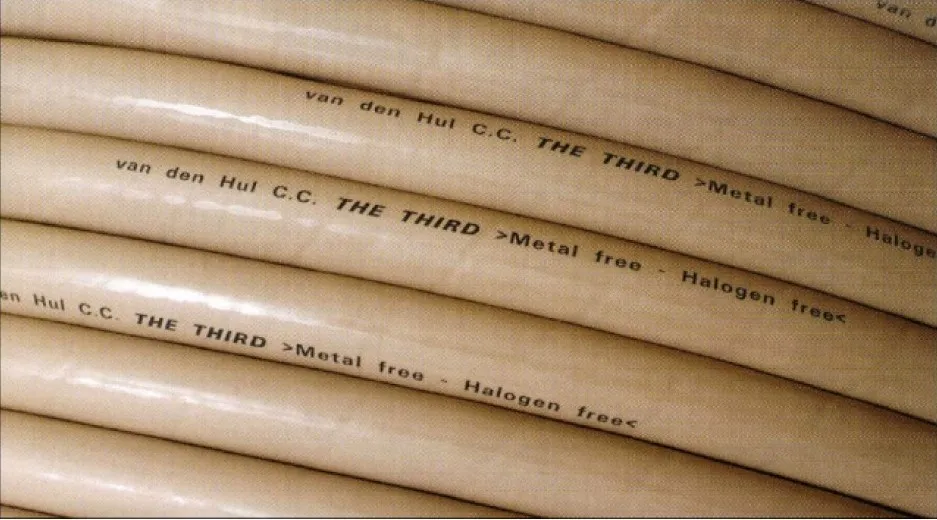 van d
van den Hul C.C. THE THIRD >Metal free - Haloge
van den Hul C.C. THE THIRD >Metal free - Halogen free<
en Hul C.C. THE THIRD >Metal free - Halogen free<